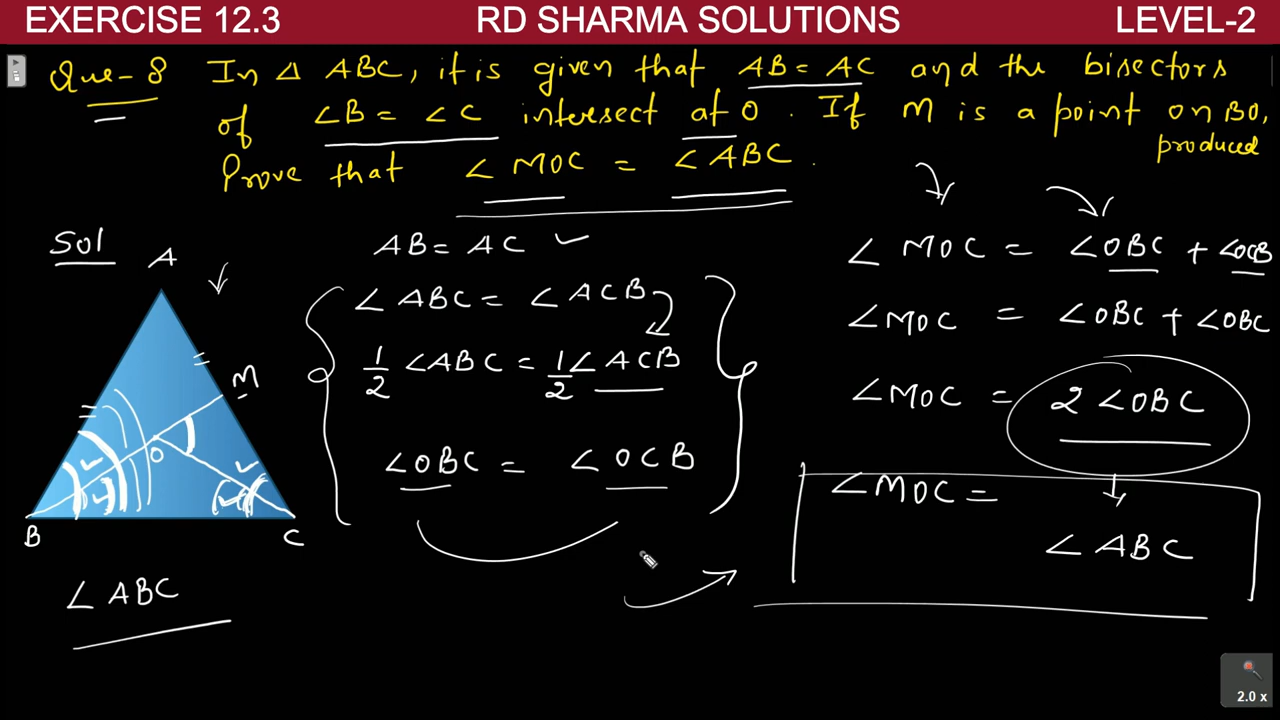 EXERCISE 12.3 RD SHARMA SOLUTIONS LEVEL-2
Que-8 In Δ ABC, it is given that AB = AC and the bisectors
of ∠B = ∠C intersect at O. If M is a point on BO,
produced
Prove that ∠MOC = ∠ABC.
Sol
A
M
O
B
C
∠ABC
AB = AC ✓
∠ABC = ∠ACB
1/2 ∠ABC = 1/2 ∠ACB
∠OBC = ∠OCB
∠MOC = ∠OBC + ∠OCB
∠MOC = ∠OBC + ∠OBC
∠MOC = 2∠OBC
∠MOC =
∠ABC
2.0 x